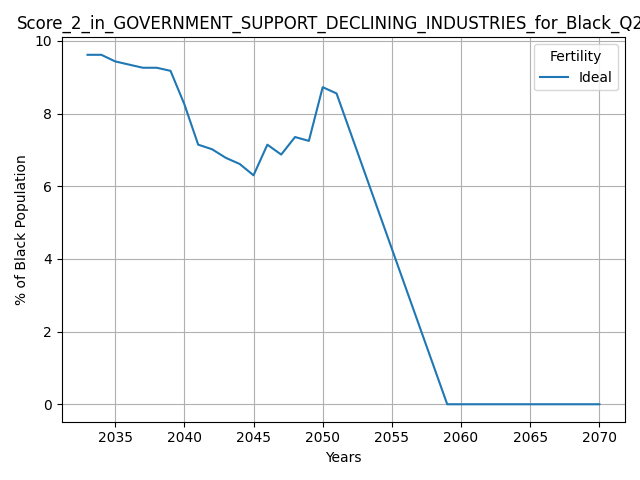 Score_2_in_GOVERNMENT_SUPPORT_DECLINING_INDUSTRIES_for_Black_Q2
10
8
6
4
2
0
% of Black Population
Fertility
Ideal
2035 2040 2045 2050 2055 2060 2065 2070
Years